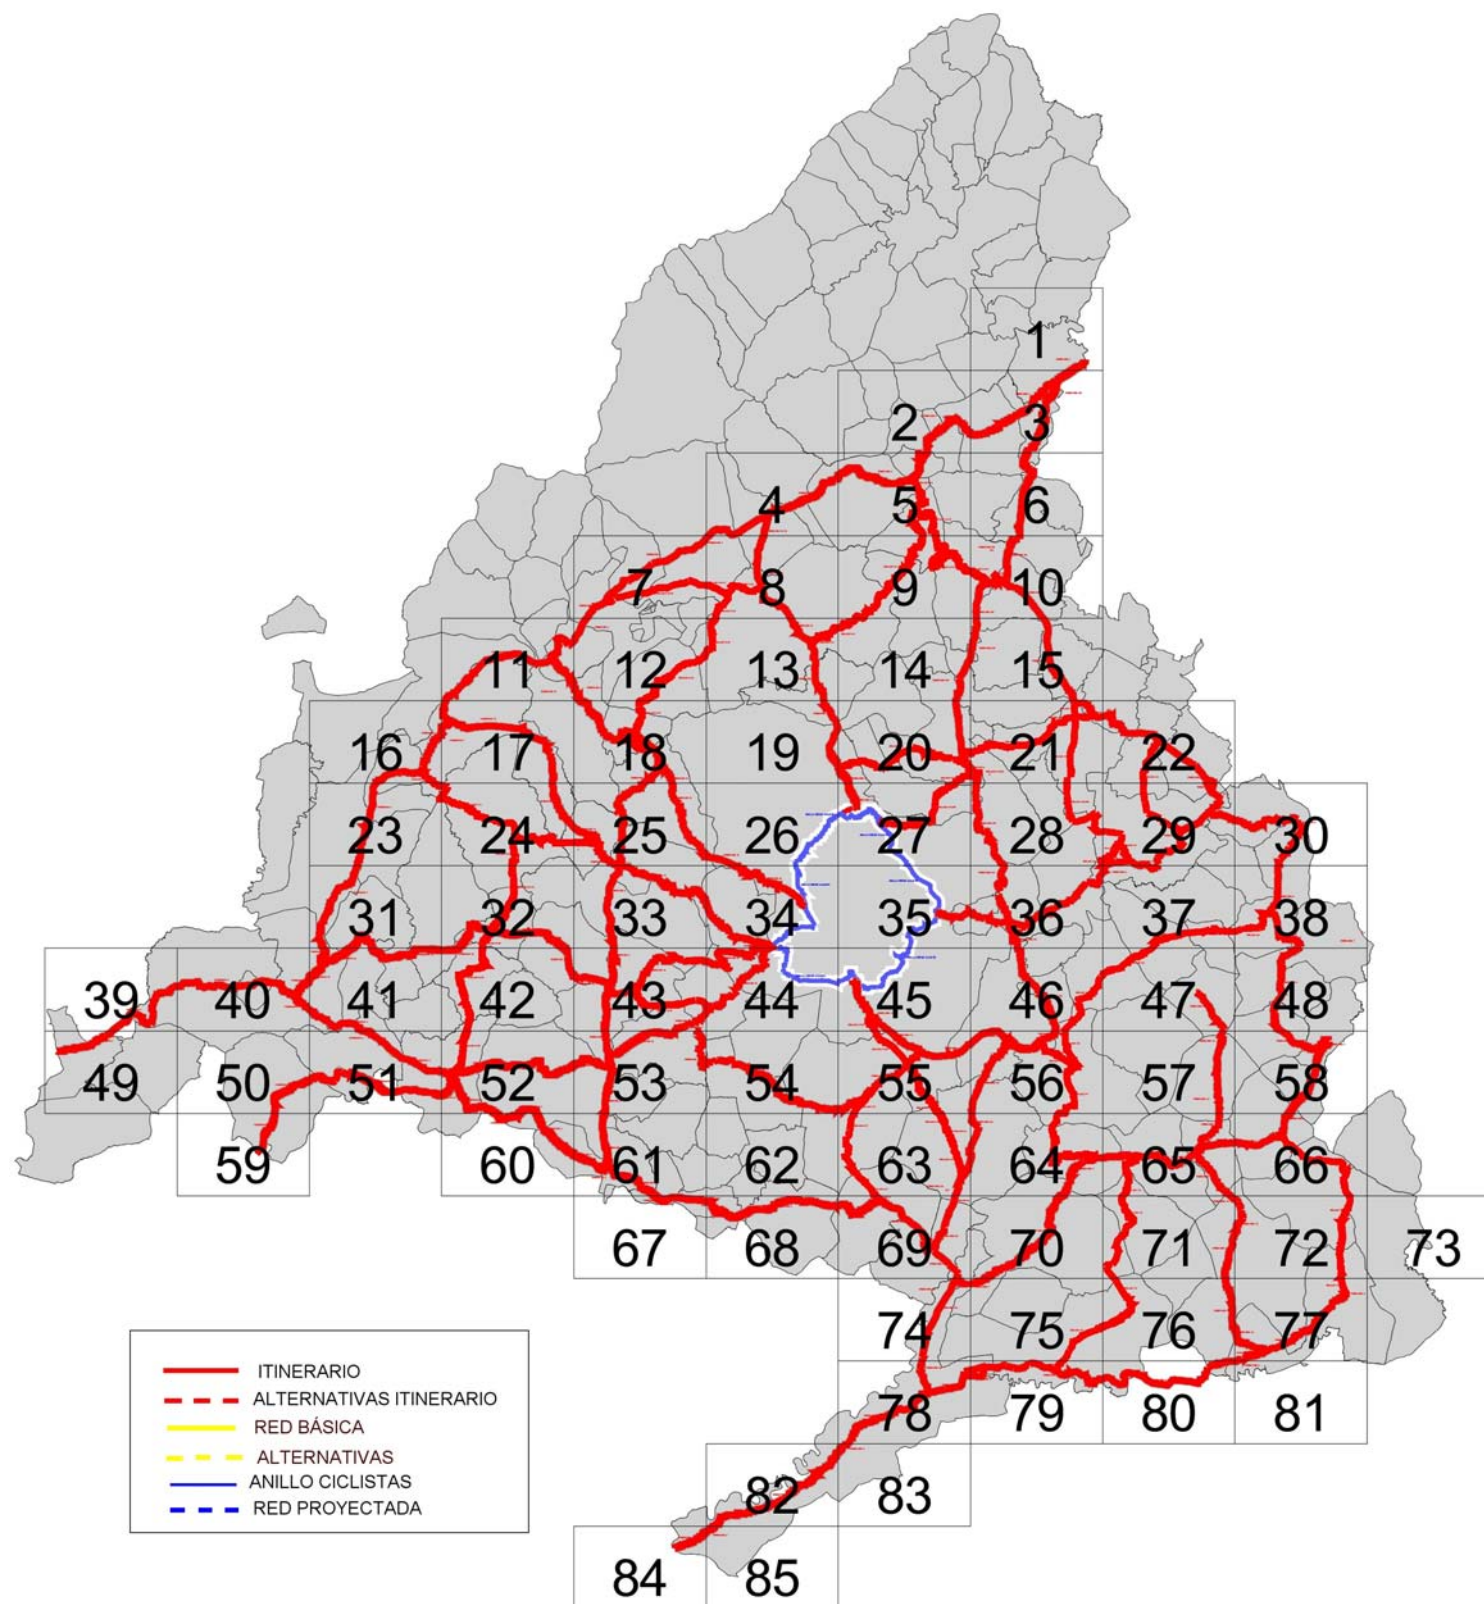 1
2 3
4 5 6
7 8 9 10
11 12 13 14 15
16 17 18 19 20 21 22
23 24 25 26 27 28 29 30
31 32 33 34 35 36 37 38
39 40 41 42 43 44 45 46 47 48
49 50 51 52 53 54 55 56 57 58
59 60 61 62 63 64 65 66
67 68 69 70 71 72 73
74 75 76 77
ITINERARIO
ALTERNATIVAS ITINERARIO
RED BÁSICA
ALTERNATIVAS
ANILLO CICLISTAS
RED PROYECTADA
78 79 80 81
82 83
84 85